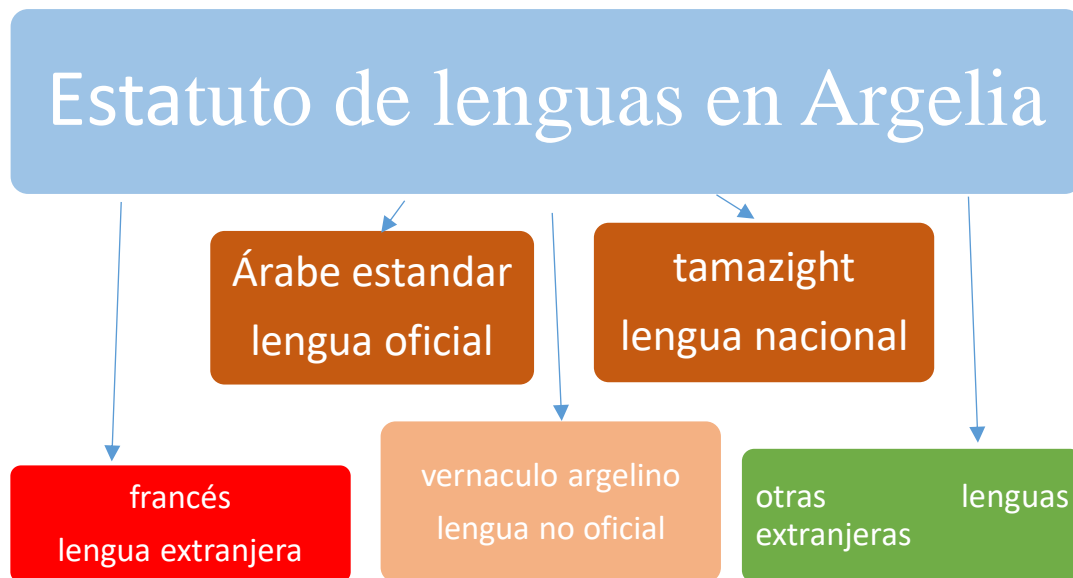 Estatuto de lenguas en Argelia
Árabe estandar
lengua oficial
tamazight
lengua nacional
francés
lengua extranjera
vernaculo argelino
lengua no oficial
otras lenguas
extranjeras